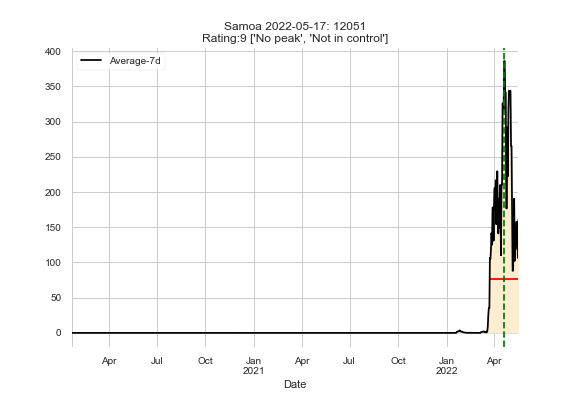 Samoa 2022-05-17: 12051
Rating:9 ['No peak', 'Not in control']
Average-7d
400
350
300
250
200
150
100
50
0
Apr Jul Oct Jan Apr Jul Oct Jan Apr
2021 2022
Date